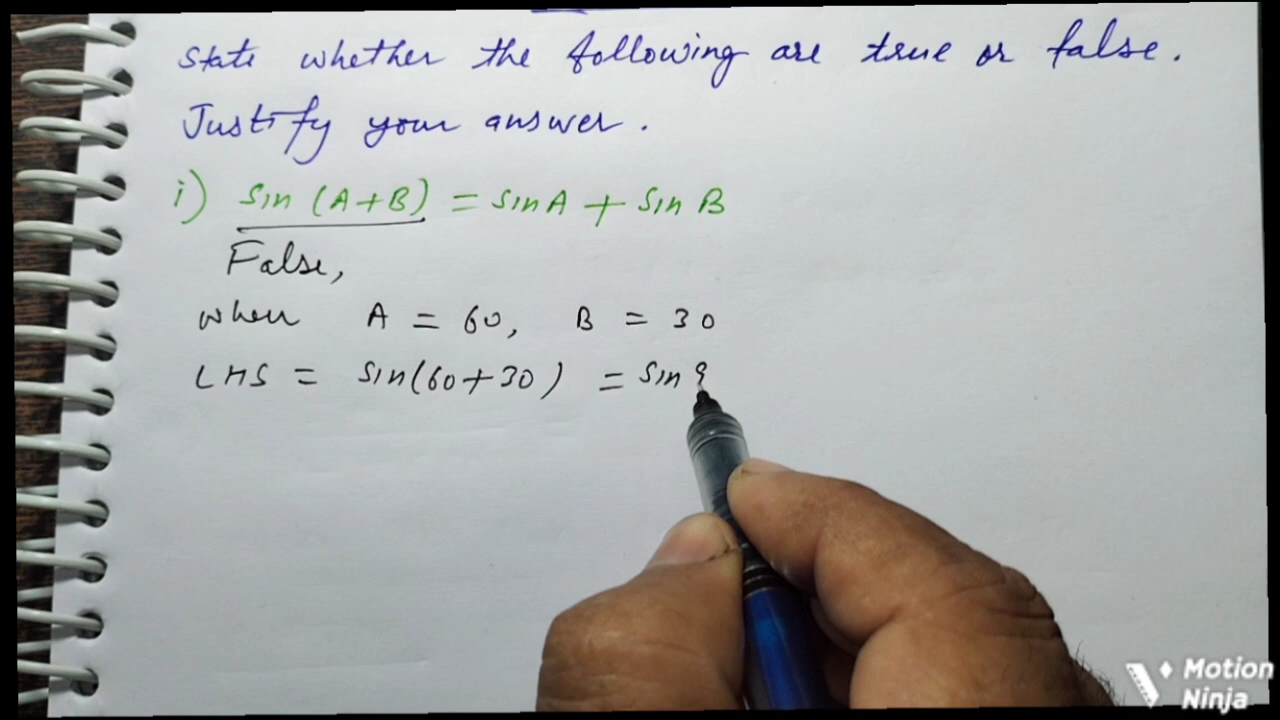 state whether the following are true or false.
Justify your answer.
i) sin (A+B) = sinA + sin B
False,
when A = 60, B = 30
LHS = sin(60+30) = sin 9
Motion
Ninja